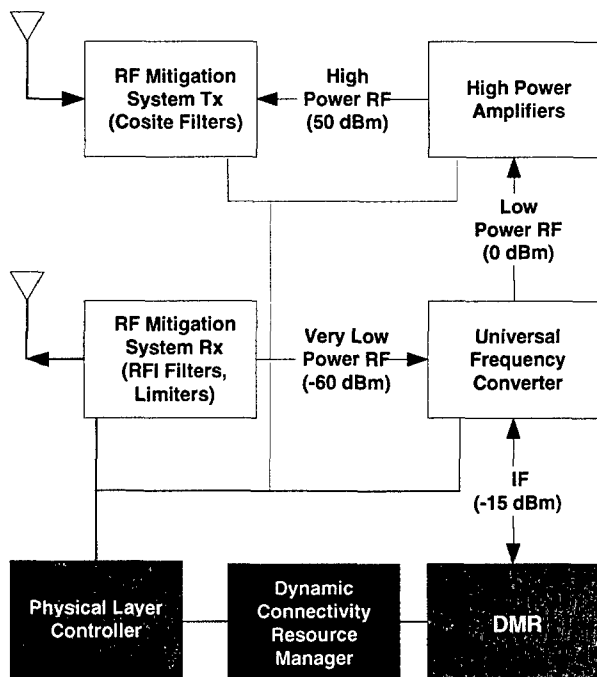 RF Mitigation
System Tx
(Cosite Filters)
High
Power RF
(50 dBm)
High Power
Amplifiers
Low
Power RF
(0 dBm)
RF Mitigation
System Rx
(RFI Filters,
Limiters)
Very Low
Power RF
(-60 dBm)
Universal
Frequency
Converter
IF
(-15 dBm)
Physical Layer
Controller
Dynamic
Connectivity
Resource
Manager
DMR